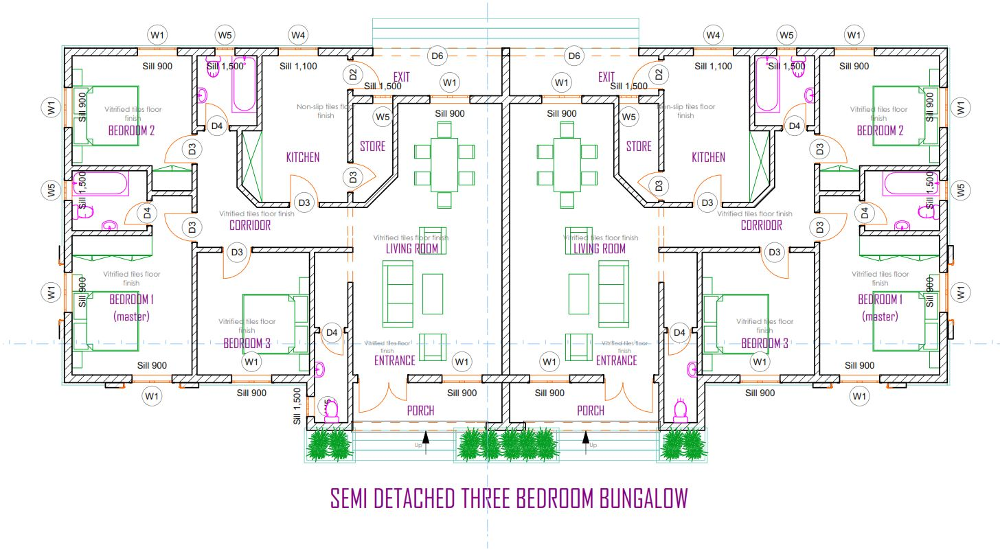 W1
W5
W4
W4
W5
W1
D6
D6
Sill 900
Sill 1,500
Sill 1,100
D2
EXIT
Sill 1,500
W1
W1
EXIT
Sill 1,500
D2
Sill 1,100
Sill 1,500
Sill 900
W1
Sill 900
Vitrified tiles floor
finish
BEDROOM 2
D4
Non-slip tiles floor
finish
W5
Sill 900
Sill 900
W5
Non-slip tiles floor
finish
D4
Vitrified tiles floor
finish
BEDROOM 2
Sill 900
W1
D3
KITCHEN
STORE
STORE
KITCHEN
D3
W5
Sill 1,500
D4
D3
D3
D3
D3
D4
Sill 1,500
W5
D3
Vitrified tiles floor finish
CORRIDOR
Vitrified tiles floor finish
CORRIDOR
D3
D3
Vitrified tiles floor finish
LIVING ROOM
Vitrified tiles floor finish
LIVING ROOM
D3
W1
Sill 900
Vitrified tiles floor
finish
BEDROOM 1
(master)
Vitrified tiles floor
finish
BEDROOM 1
(master)
Sill 900
W1
Vitrified tiles floor
finish
BEDROOM 3
D4
D4
Vitrified tiles floor
finish
BEDROOM 3
Vitrified tiles floor
finish
ENTRANCE
Vitrified tiles floor
finish
ENTRANCE
Sill 900
W1
W1
W1
W1
Sill 900
W1
Sill 900
Sill 1,500
W5
Sill 900
Sill 900
Sill 900
W1
PORCH
PORCH
Up
Up
SEMI DETACHED THREE BEDROOM BUNGALOW